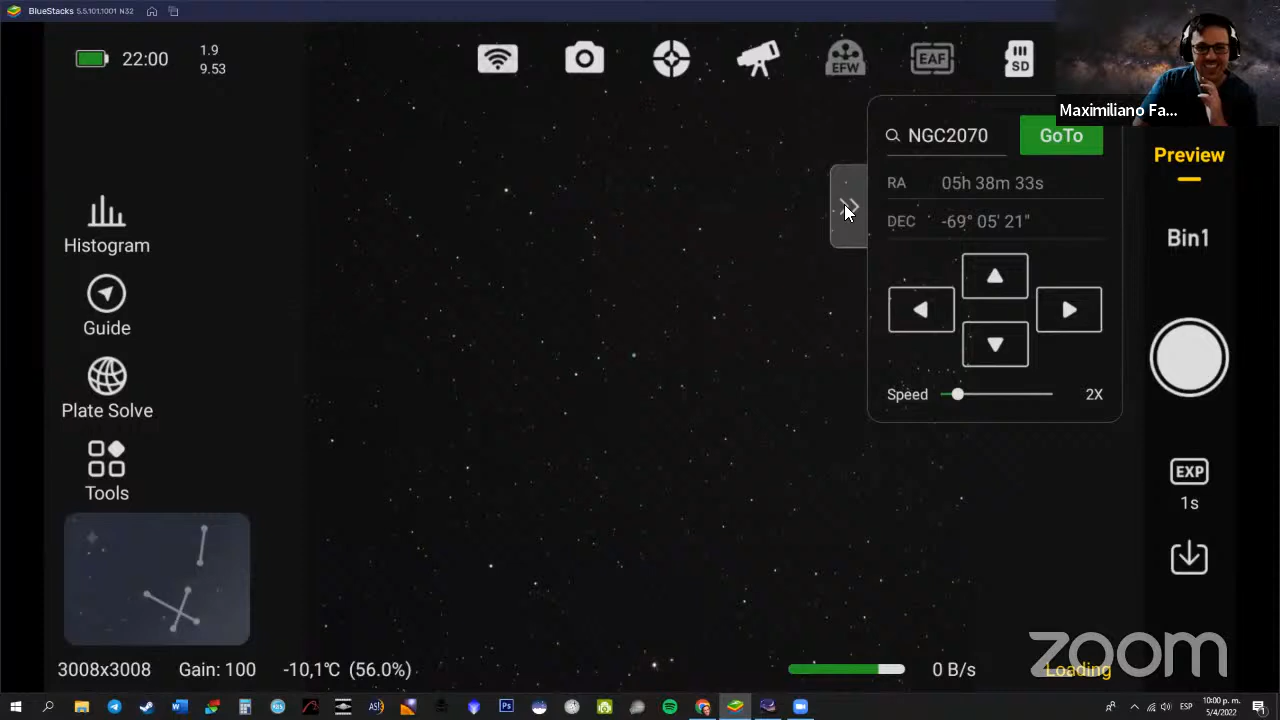 BlueStacks 5.5.101.1001 N32
22:00
1.9
9.53
EFW
EAF
SD
Maximiliano Fa...
NGC2070
GoTo
Preview
RA 05h 38m 33s
DEC -69° 05' 21"
Bin1
Histogram
Guide
Plate Solve
Speed 2X
Tools
EXP
1s
3008x3008 Gain: 100 -10,1℃ (56.0%)
0 B/s
Loading
zoom
ESP
10:00 p. m.
5/4/2022